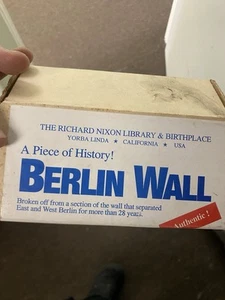 THE RICHARD NIXON LIBRARY & BIRTHPLACE
YORBA LINDA ★ CALIFORNIA ★ USA
A Piece of History!
BERLIN WALL
Broken off from a section of the wall that separated
East and West Berlin for more than 28 years.
Authentic!